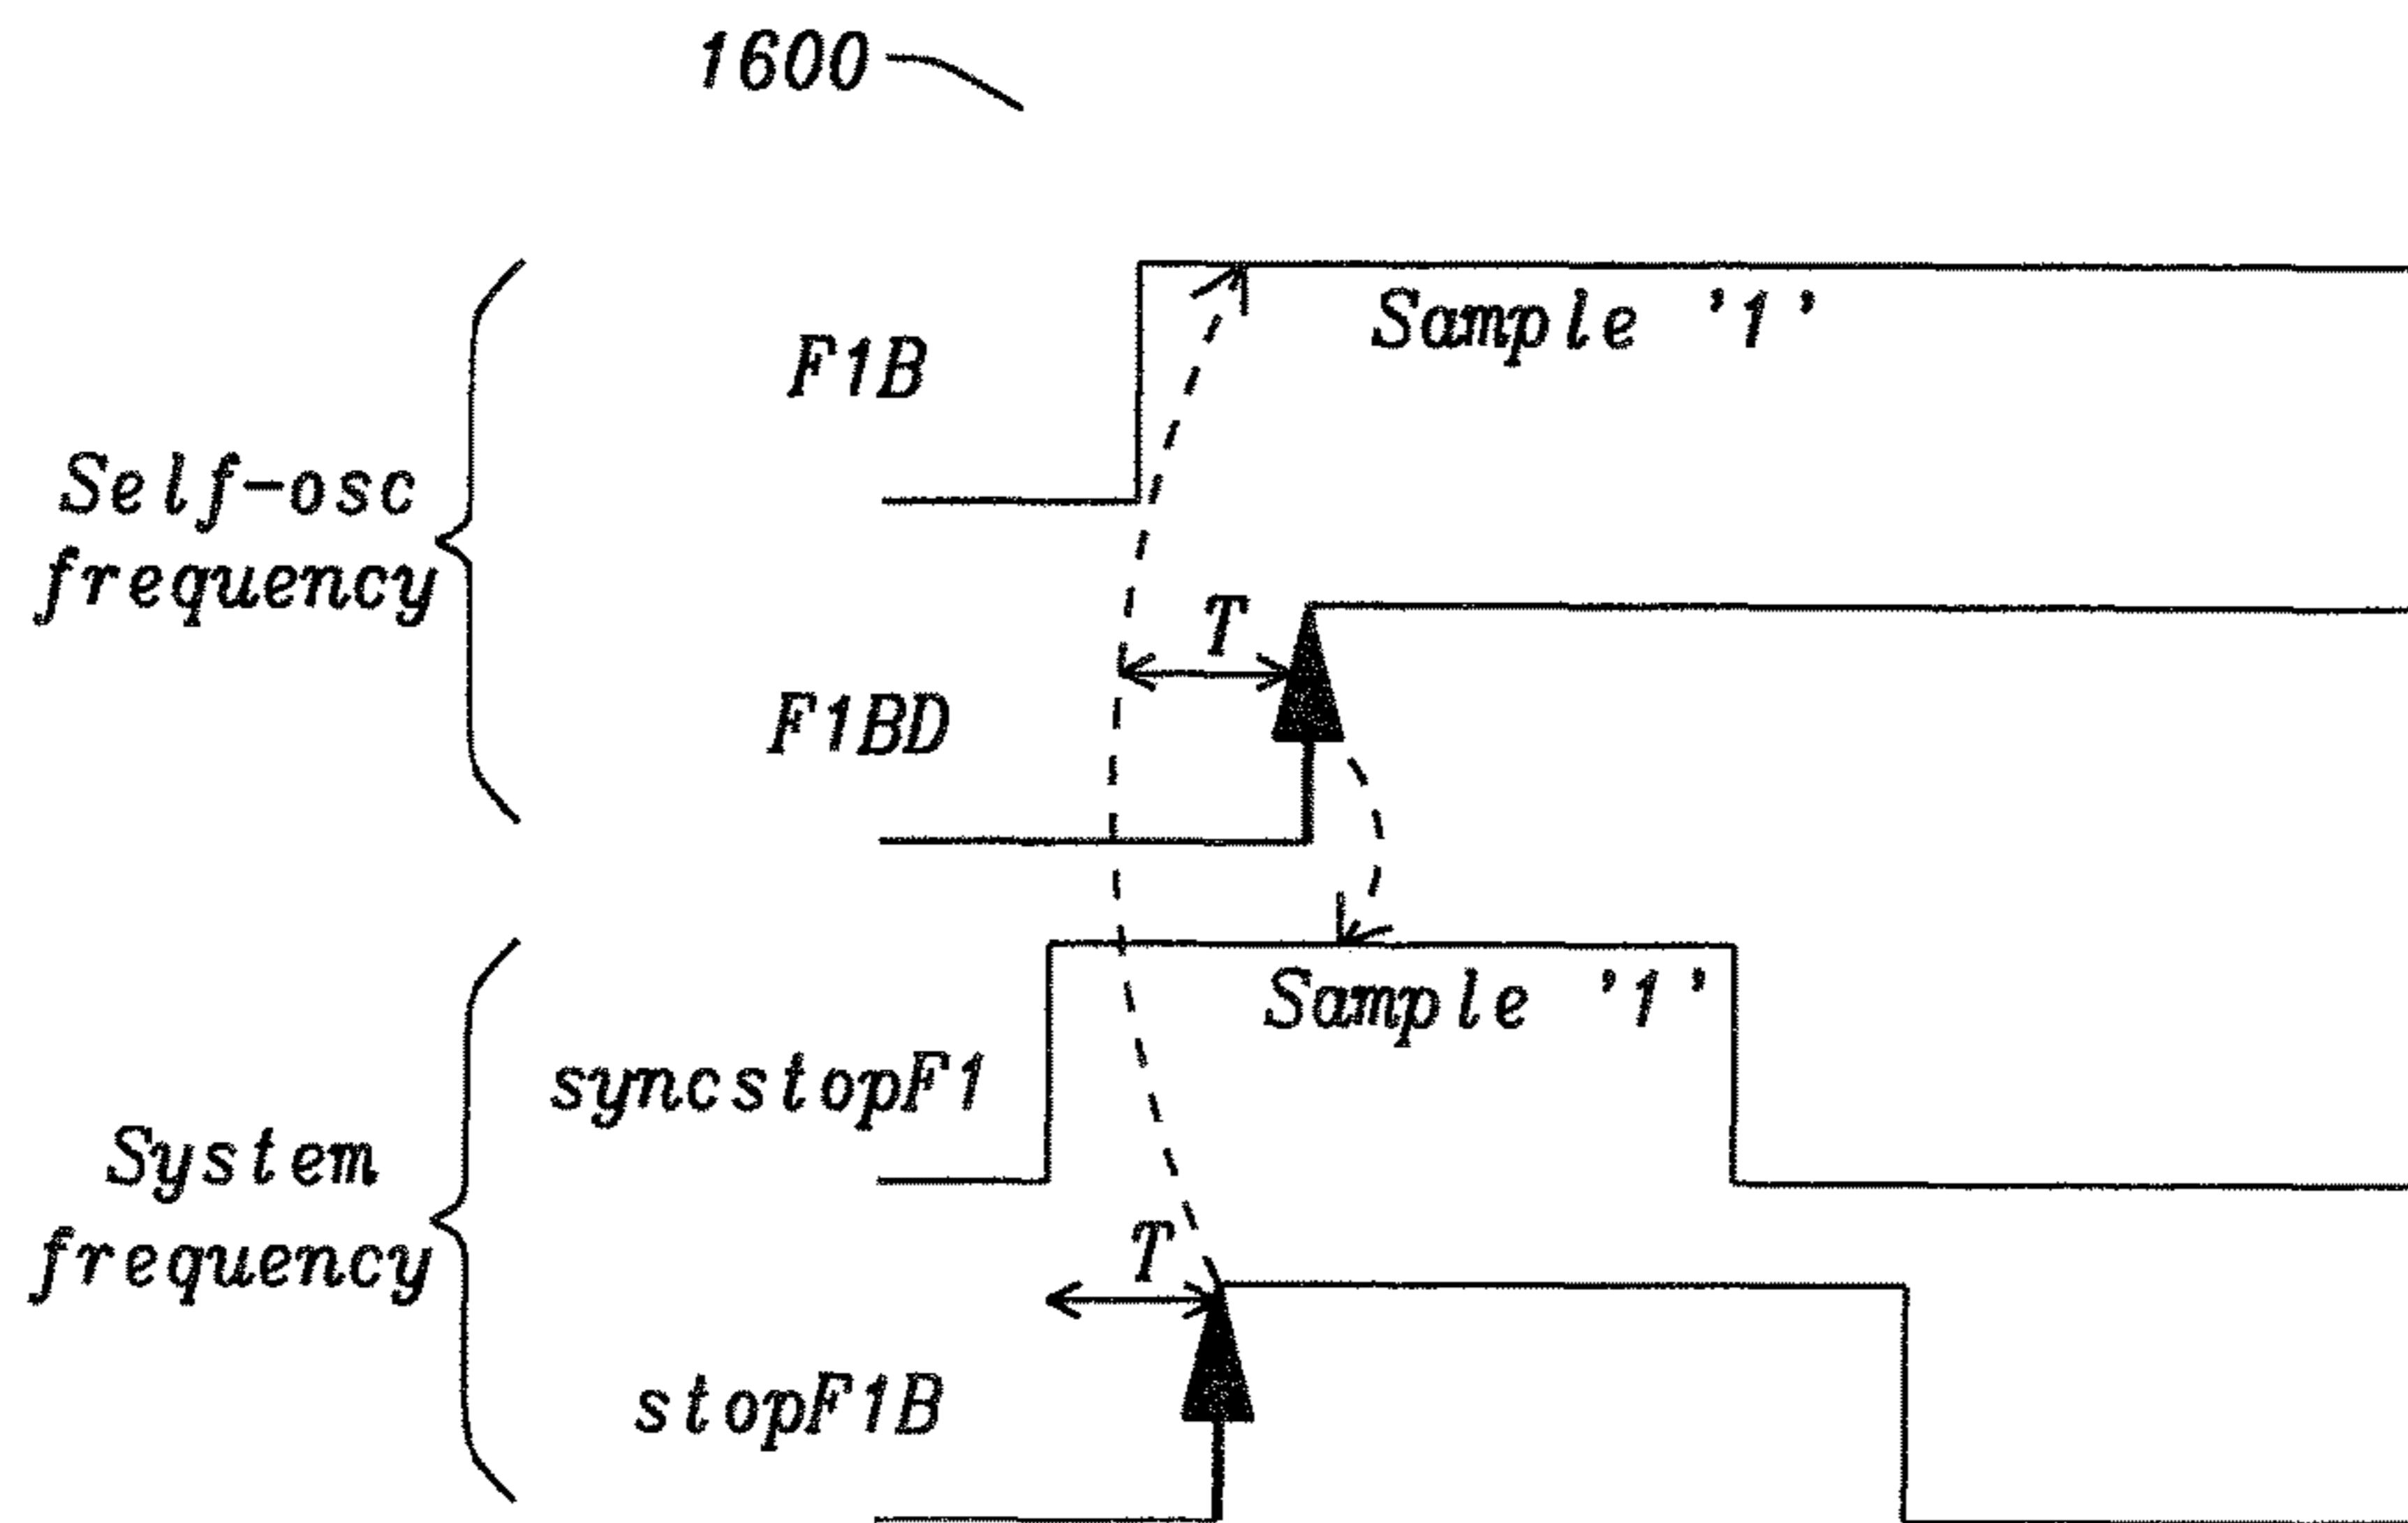 1600
F1B
Sample '1'
Self-osc
frequency
T
F1BD
syncstopF1
Sample '1'
System
frequency
T
stopF1B